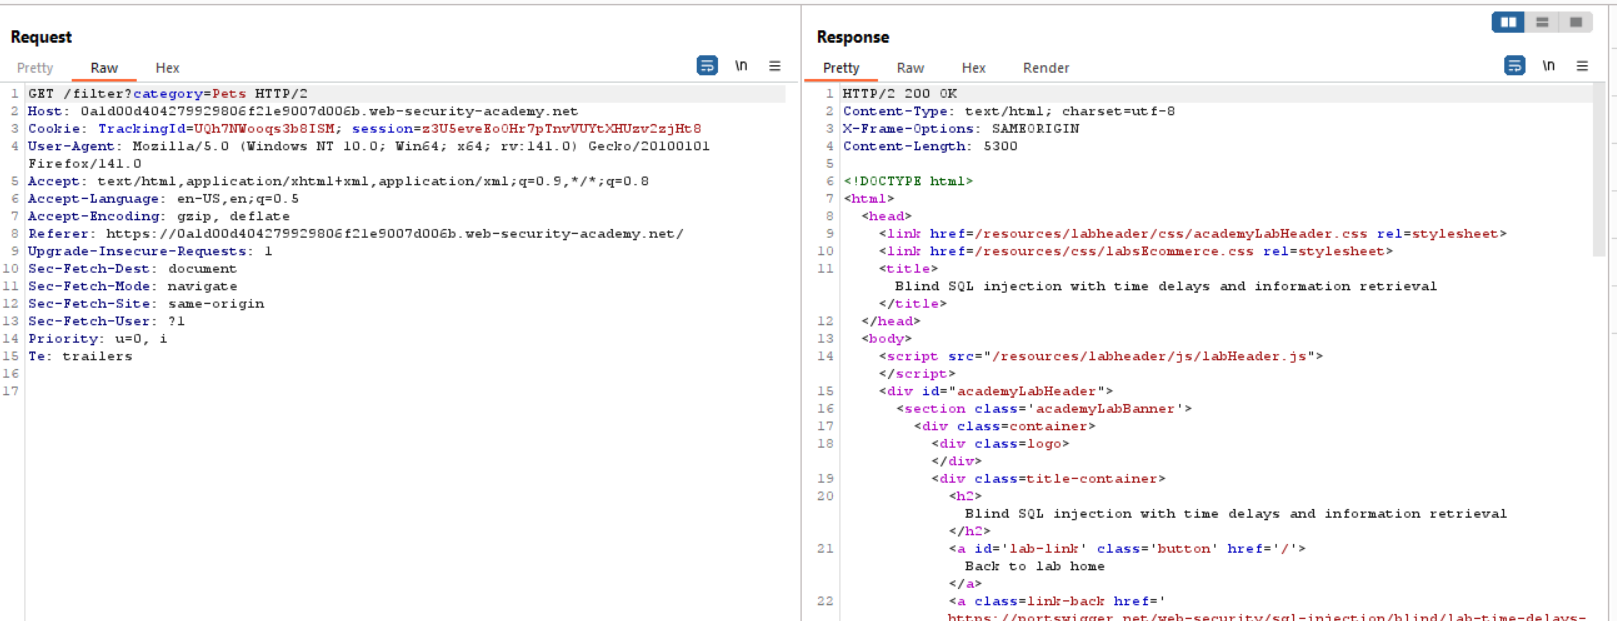 Request
Pretty Raw Hex \n
1 GET /filter?category=Pets HTTP/2
2 Host: 0a1d00d404279929806f21e9007d006b.web-security-academy.net
3 Cookie: TrackingId=UQh7NWooqs3b8ISM; session=z3U5eveEoOHr7pTnvVUYtXHUzv2zjHt8
4 User-Agent: Mozilla/5.0 (Windows NT 10.0; Win64; x64; rv:141.0) Gecko/20100101
Firefox/141.0
5 Accept: text/html,application/xhtml+xml,application/xml;q=0.9,*/*;q=0.8
6 Accept-Language: en-US,en;q=0.5
7 Accept-Encoding: gzip, deflate
8 Referer: https://0a1d00d404279929806f21e9007d006b.web-security-academy.net/
9 Upgrade-Insecure-Requests: 1
10 Sec-Fetch-Dest: document
11 Sec-Fetch-Mode: navigate
12 Sec-Fetch-Site: same-origin
13 Sec-Fetch-User: ?1
14 Priority: u=0, i
15 Te: trailers
16
17
Response
Pretty Raw Hex Render \n
1 HTTP/2 200 OK
2 Content-Type: text/html; charset=utf-8
3 X-Frame-Options: SAMEORIGIN
4 Content-Length: 5300
5
6 <!DOCTYPE html>
7 <html>
8 <head>
9 <link href=/resources/labheader/css/academyLabHeader.css rel=stylesheet>
10 <link href=/resources/css/labsEcommerce.css rel=stylesheet>
11 <title>
Blind SQL injection with time delays and information retrieval
</title>
12 </head>
13 <body>
14 <script src="/resources/labheader/js/labHeader.js">
</script>
15 <div id="academyLabHeader">
16 <section class='academyLabBanner'>
17 <div class=container>
18 <div class=logo>
</div>
19 <div class=title-container>
20 <h2>
Blind SQL injection with time delays and information retrieval
</h2>
21 <a id='lab-link' class='button' href='/'>
Back to lab home
</a>
22 <a class=link-back href='
https://portswigger.net/web-security/sql-injection/blind/lab-time-delays-